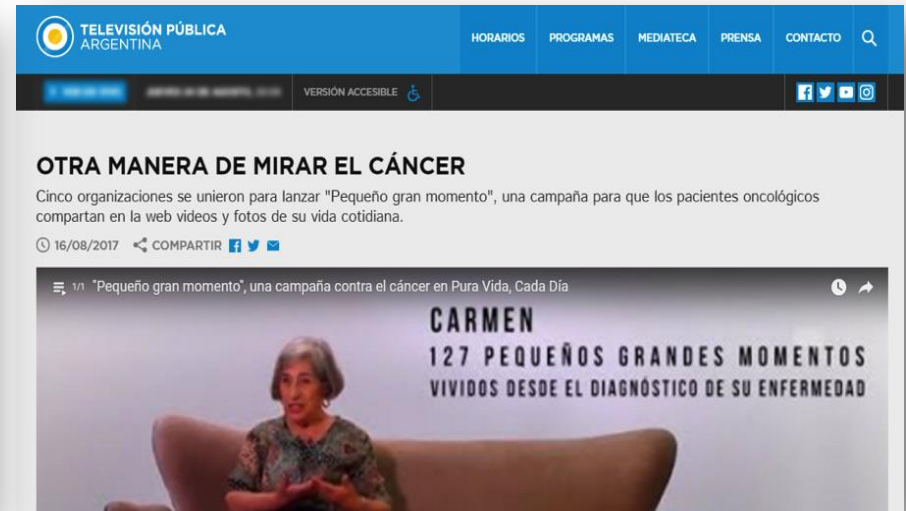 TELEVISIÓN PÚBLICA
ARGENTINA
HORARIOS
PROGRAMAS
MEDIATECA
PRENSA
CONTACTO
VERSIÓN ACCESIBLE
OTRA MANERA DE MIRAR EL CÁNCER
Cinco organizaciones se unieron para lanzar "Pequeño gran momento", una campaña para que los pacientes oncológicos
compartan en la web videos y fotos de su vida cotidiana.
16/08/2017 COMPARTIR
1/1 "Pequeño gran momento", una campaña contra el cáncer en Pura Vida, Cada Día
CARMEN
127 PEQUEÑOS GRANDES MOMENTOS
VIVIDOS DESDE EL DIAGNÓSTICO DE SU ENFERMEDAD